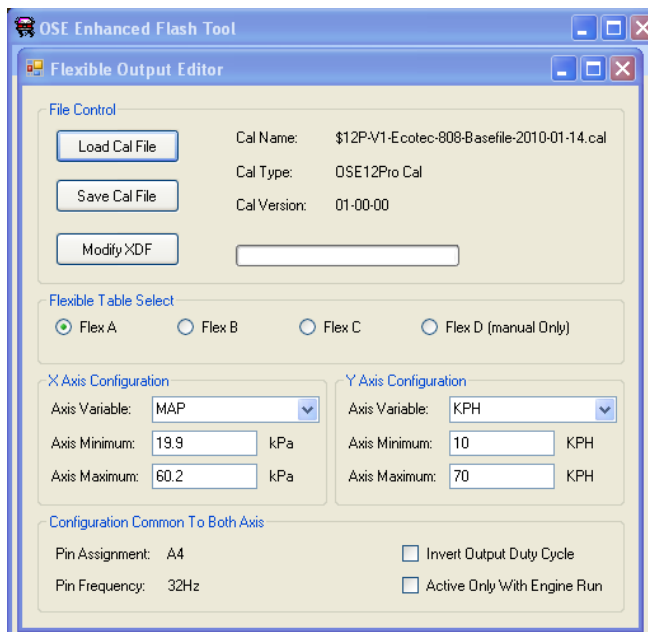 OSE Enhanced Flash Tool
Flexible Output Editor
File Control
Load Cal File
Cal Name: $12P-V1-Ecotec-808-Basefile-2010-01-14.cal
Cal Type: OSE12Pro Cal
Save Cal File
Cal Version: 01-00-00
Modify XDF
Flexible Table Select
Flex A Flex B Flex C Flex D (manual Only)
X Axis Configuration
Axis Variable: MAP
Axis Minimum: 19.9 kPa
Axis Maximum: 60.2 kPa
Y Axis Configuration
Axis Variable: KPH
Axis Minimum: 10 KPH
Axis Maximum: 70 KPH
Configuration Common To Both Axis
Pin Assignment: A4
Invert Output Duty Cycle
Pin Frequency: 32Hz
Active Only With Engine Run